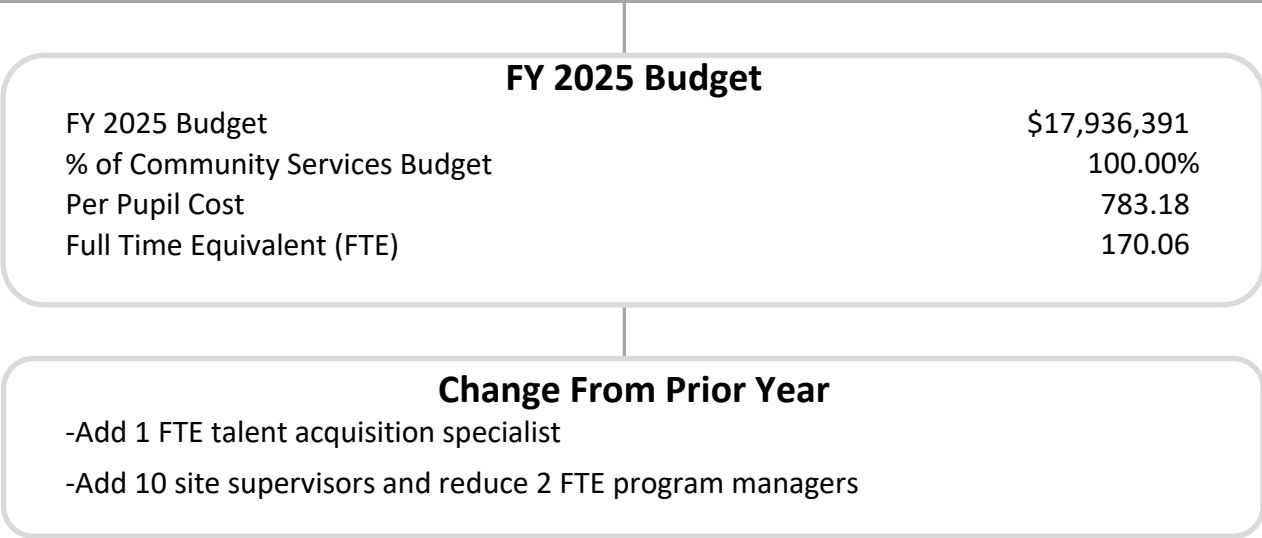 FY 2025 Budget
FY 2025 Budget $17,936,391
% of Community Services Budget 100.00%
Per Pupil Cost 783.18
Full Time Equivalent (FTE) 170.06
Change From Prior Year
-Add 1 FTE talent acquisition specialist
-Add 10 site supervisors and reduce 2 FTE program managers